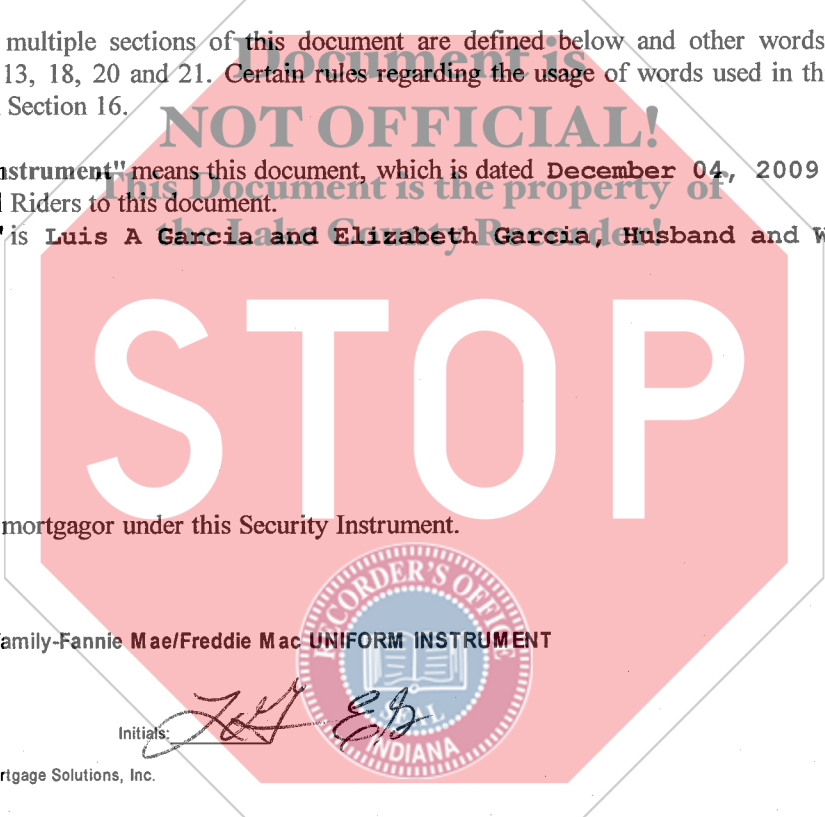 multiple sections of this document are defined below and other words
Document is
13, 18, 20 and 21. Certain rules regarding the usage of words used in th
Section 16.
NOT OFFICIAL!
nstrument" means this document, which is dated December 04, 2009
This Document is the property of
Riders to this document.
the Lake County Recorder!
" is Luis A Garcia and Elizabeth Garcia, Husband and W
STOP
mortgagor under this Security Instrument.
RECORDER'S OFFICE
amily-Fannie Mae/Freddie Mac UNIFORM INSTRUMENT
SEAL
Initials: LAG EG
INDIANA
rtgage Solutions, Inc.